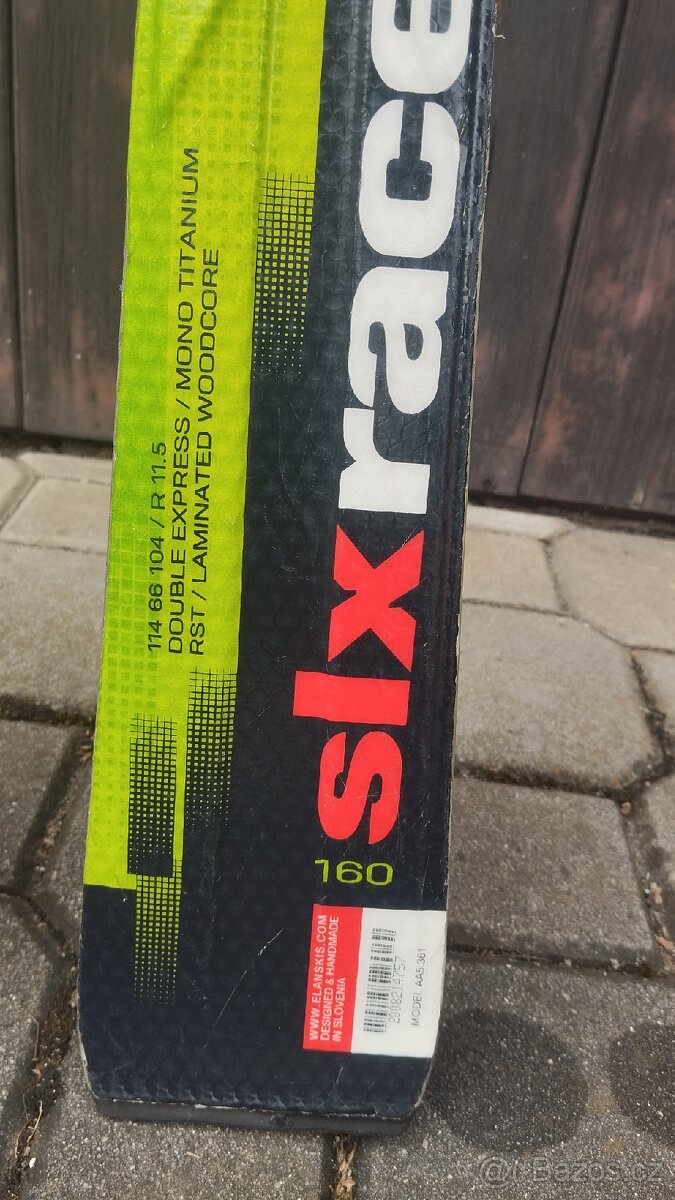 114 66 104 / R 11.5
DOUBLE EXPRESS / MONO TITANIUM
RST / LAMINATED WOODCORE
slxrace
160
WWW.ELANSKIS.COM
DESIGNED & HANDMADE
IN SLOVENIA
MODEL AA5.361
Bazos.cz